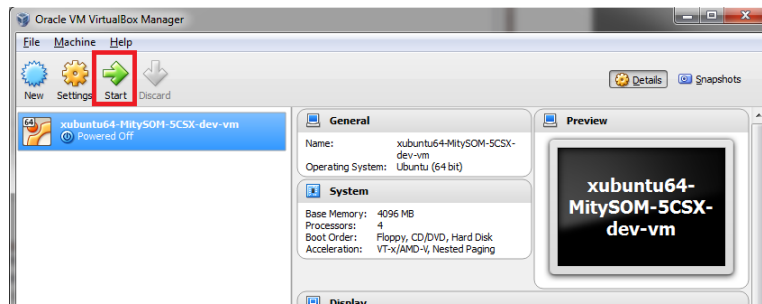 Oracle VM VirtualBox Manager
File Machine Help
New Settings Start Discard
Details Snapshots
64
xubuntu64-MitySOM-5CSX-dev-vm
Powered Off
General
Name: xubuntu64-MitySOM-5CSX-
dev-vm
Operating System: Ubuntu (64 bit)
System
Base Memory: 4096 MB
Processors: 4
Boot Order: Floppy, CD/DVD, Hard Disk
Acceleration: VT-x/AMD-V, Nested Paging
Display
Preview
xubuntu64-
MitySOM-5CSX-
dev-vm